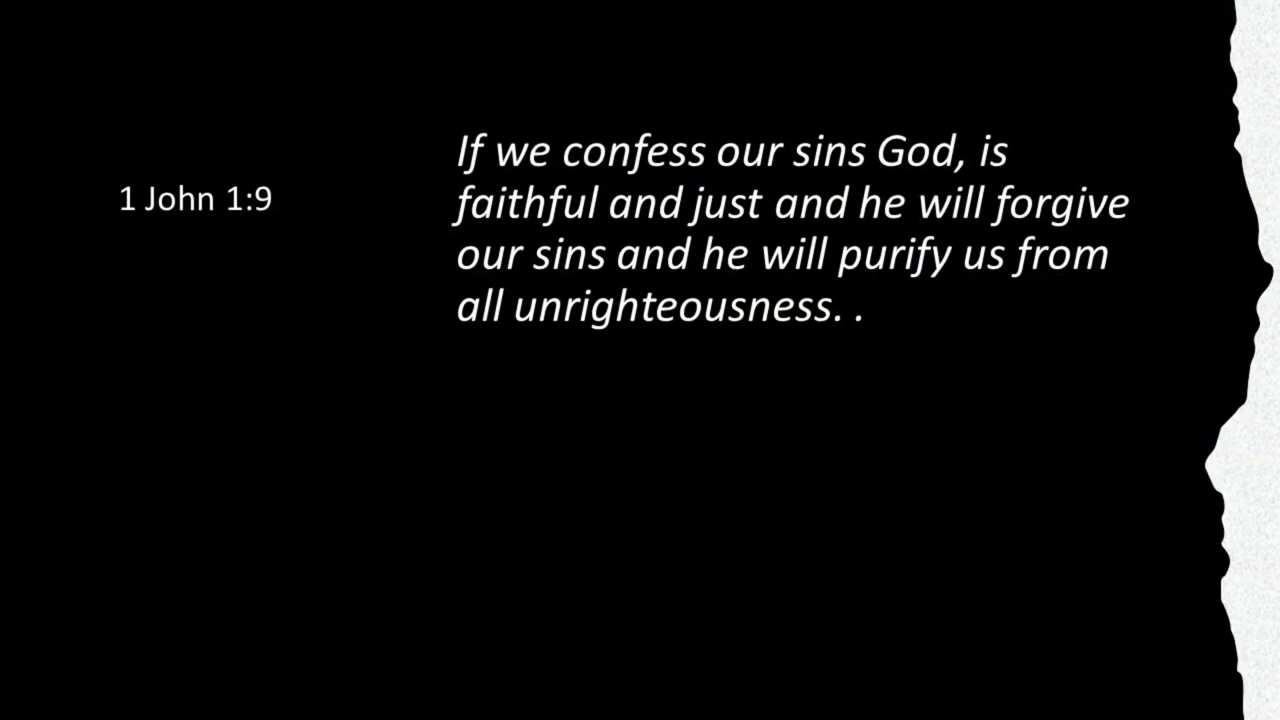 1 John 1:9
If we confess our sins God, is
faithful and just and he will forgive
our sins and he will purify us from
all unrighteousness. .